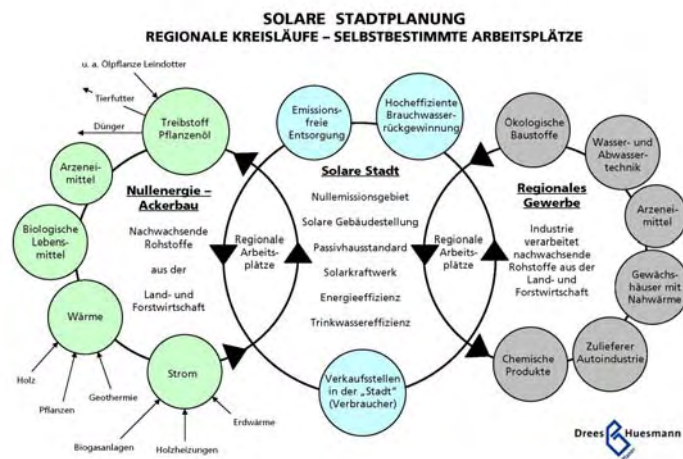 SOLARE STADTPLANUNG
REGIONALE KREISLÄUFE – SELBSTBESTIMMTE ARBEITSPLÄTZE
u. a. Ölpflanze Leindotter
Tierfutter
Dünger
Treibstoff
Pflanzenöl
Arzenei-
mittel
Biologische
Lebens-
mittel
Wärme
Strom
Holz
Pflanzen
Geothermie
Biogasanlagen
Holzheizungen
Erdwärme
Nullenergie –
Ackerbau
Nachwachsende
Rohstoffe
aus der
Land- und
Forstwirtschaft
Regionale
Arbeits-
plätze
Emissions-
freie
Entsorgung
Hocheffiziente
Brauchwasser-
rückgewinnung
Solare Stadt
Nullemissionsgebiet
Solare Gebäudestellung
Passivhausstandard
Solarkraftwerk
Energieeffizienz
Trinkwassereffizienz
Verkaufsstellen
in der „Stadt“
(Verbraucher)
Regionale
Arbeits-
plätze
Ökologische
Baustoffe
Wasser- und
Abwasser-
technik
Arzenei-
mittel
Gewächs-
häuser mit
Nahwärme
Zulieferer
Autoindustrie
Chemische
Produkte
Regionales
Gewerbe
Industrie
verarbeitet
nachwachsende
Rohstoffe aus der
Land- und
Forstwirtschaft
Drees Huesmann